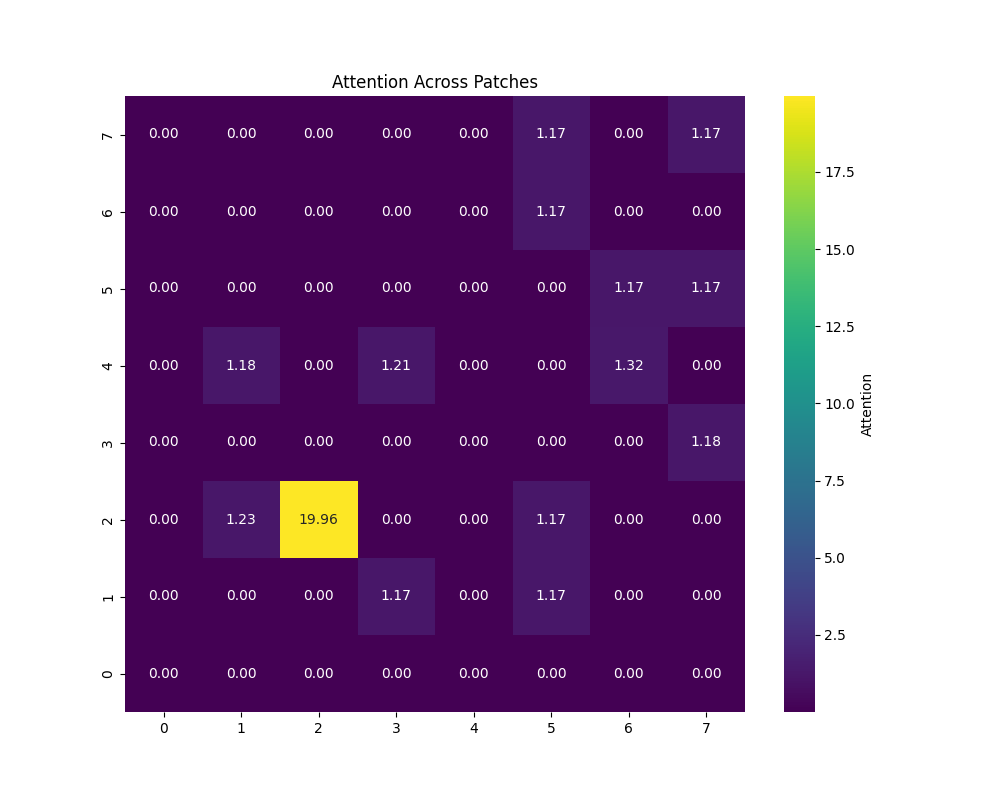 Attention Across Patches
7 0.00 0.00 0.00 0.00 0.00 1.17 0.00 1.17
6 0.00 0.00 0.00 0.00 0.00 1.17 0.00 0.00
5 0.00 0.00 0.00 0.00 0.00 0.00 1.17 1.17
4 0.00 1.18 0.00 1.21 0.00 0.00 1.32 0.00
3 0.00 0.00 0.00 0.00 0.00 0.00 0.00 1.18
2 0.00 1.23 19.96 0.00 0.00 1.17 0.00 0.00
1 0.00 0.00 0.00 1.17 0.00 1.17 0.00 0.00
0 0.00 0.00 0.00 0.00 0.00 0.00 0.00 0.00
0 1 2 3 4 5 6 7
17.5
15.0
12.5
10.0
7.5
5.0
2.5
Attention